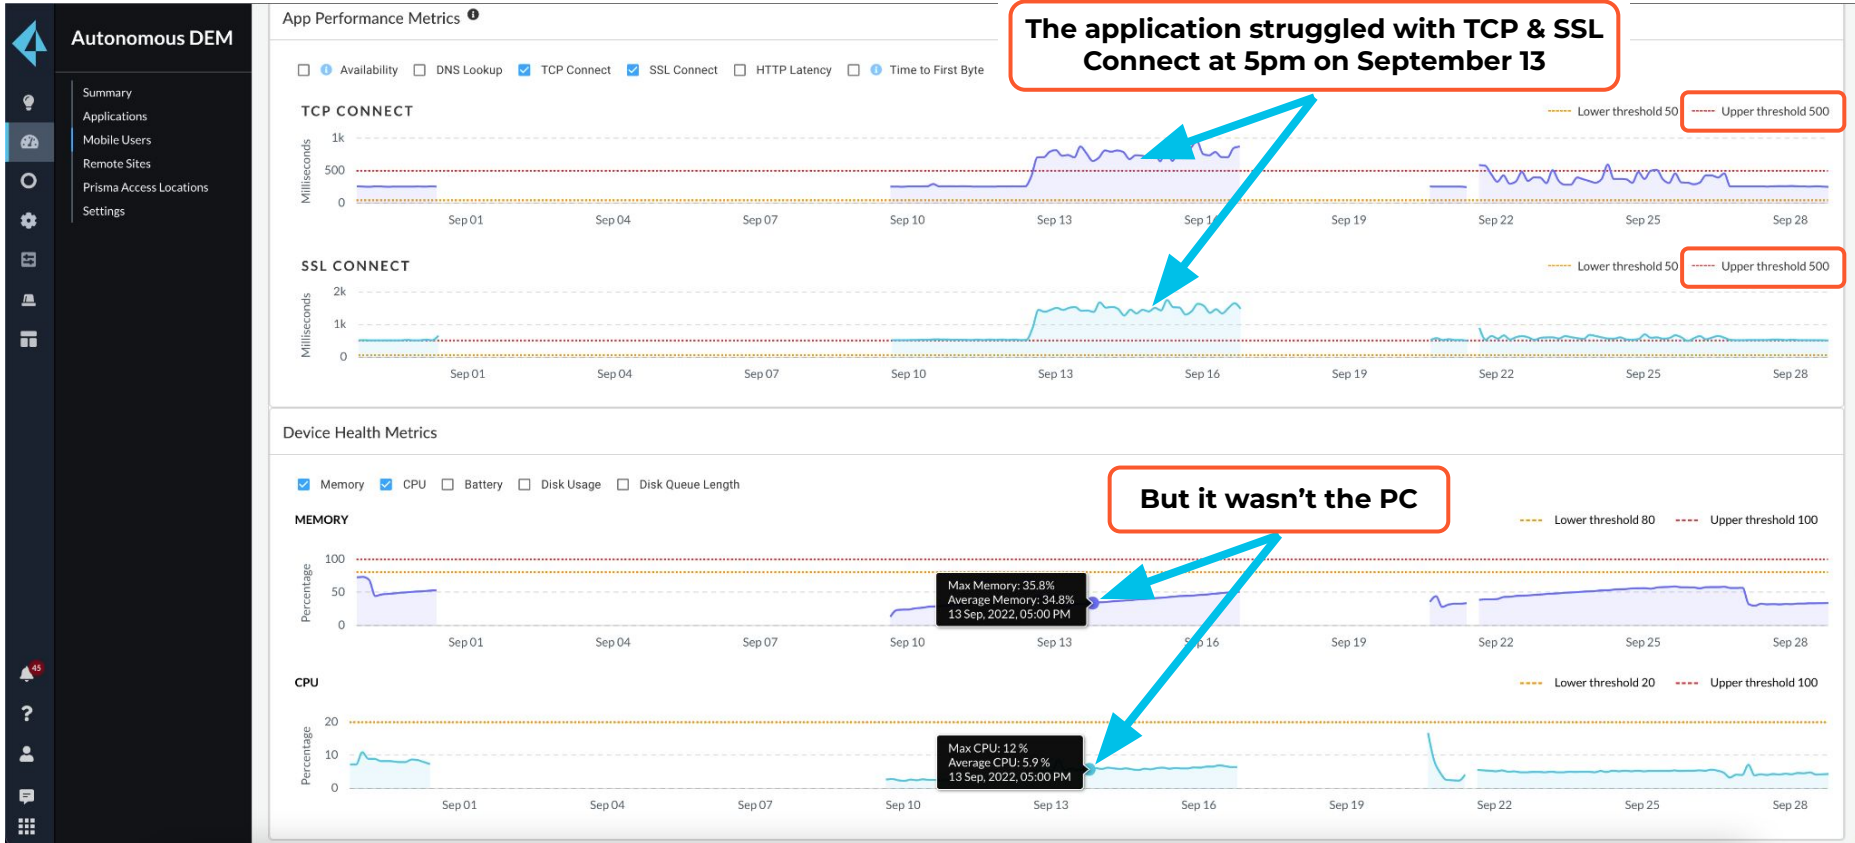 App Performance Metrics
The application struggled with TCP & SSL
Connect at 5pm on September 13
Autonomous DEM
Summary
Applications
Mobile Users
Remote Sites
Prisma Access Locations
Settings
45
Availability DNS Lookup TCP Connect SSL Connect HTTP Latency Time to First Byte
TCP CONNECT
Lower threshold 50 Upper threshold 500
Milliseconds
1k
500
0
Sep 01 Sep 04 Sep 07 Sep 10 Sep 13 Sep 16 Sep 19 Sep 22 Sep 25 Sep 28
SSL CONNECT
Lower threshold 50 Upper threshold 500
Milliseconds
2k
1k
0
Sep 01 Sep 04 Sep 07 Sep 10 Sep 13 Sep 16 Sep 19 Sep 22 Sep 25 Sep 28
Device Health Metrics
Memory CPU Battery Disk Usage Disk Queue Length
But it wasn't the PC
MEMORY
Lower threshold 80 Upper threshold 100
Percentage
100
50
0
Max Memory: 35.8%
Average Memory: 34.8%
13 Sep, 2022, 05:00 PM
Sep 01 Sep 04 Sep 07 Sep 10 Sep 13 Sep 16 Sep 19 Sep 22 Sep 25 Sep 28
CPU
Lower threshold 20 Upper threshold 100
Percentage
20
10
0
Max CPU: 12 %
Average CPU: 5.9 %
13 Sep, 2022, 05:00 PM
Sep 01 Sep 04 Sep 07 Sep 10 Sep 13 Sep 16 Sep 19 Sep 22 Sep 25 Sep 28